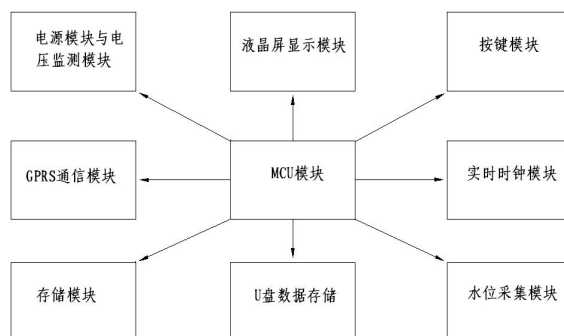 电源模块与电
压监测模块
液晶屏显示模块
按键模块
GPRS通信模块
MCU模块
实时时钟模块
存储模块
U盘数据存储
水位采集模块